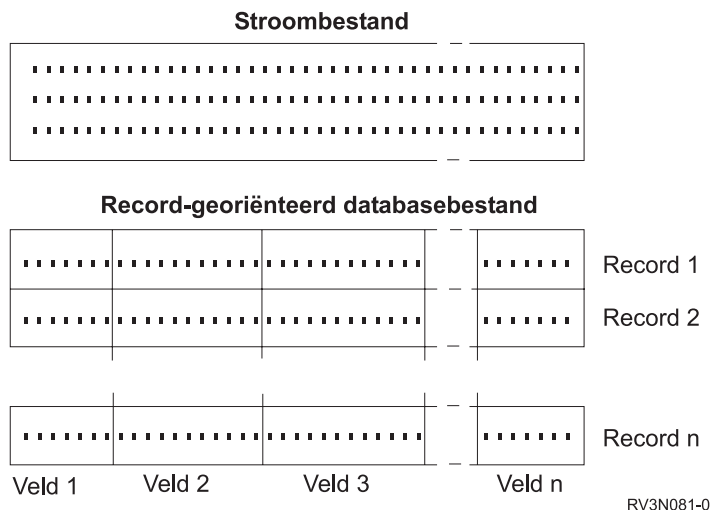 Stroombestand
Record-georiënteerd databasebestand
Record 1
Record 2
Record n
Veld 1 Veld 2 Veld 3 Veld n
RV3N081-0